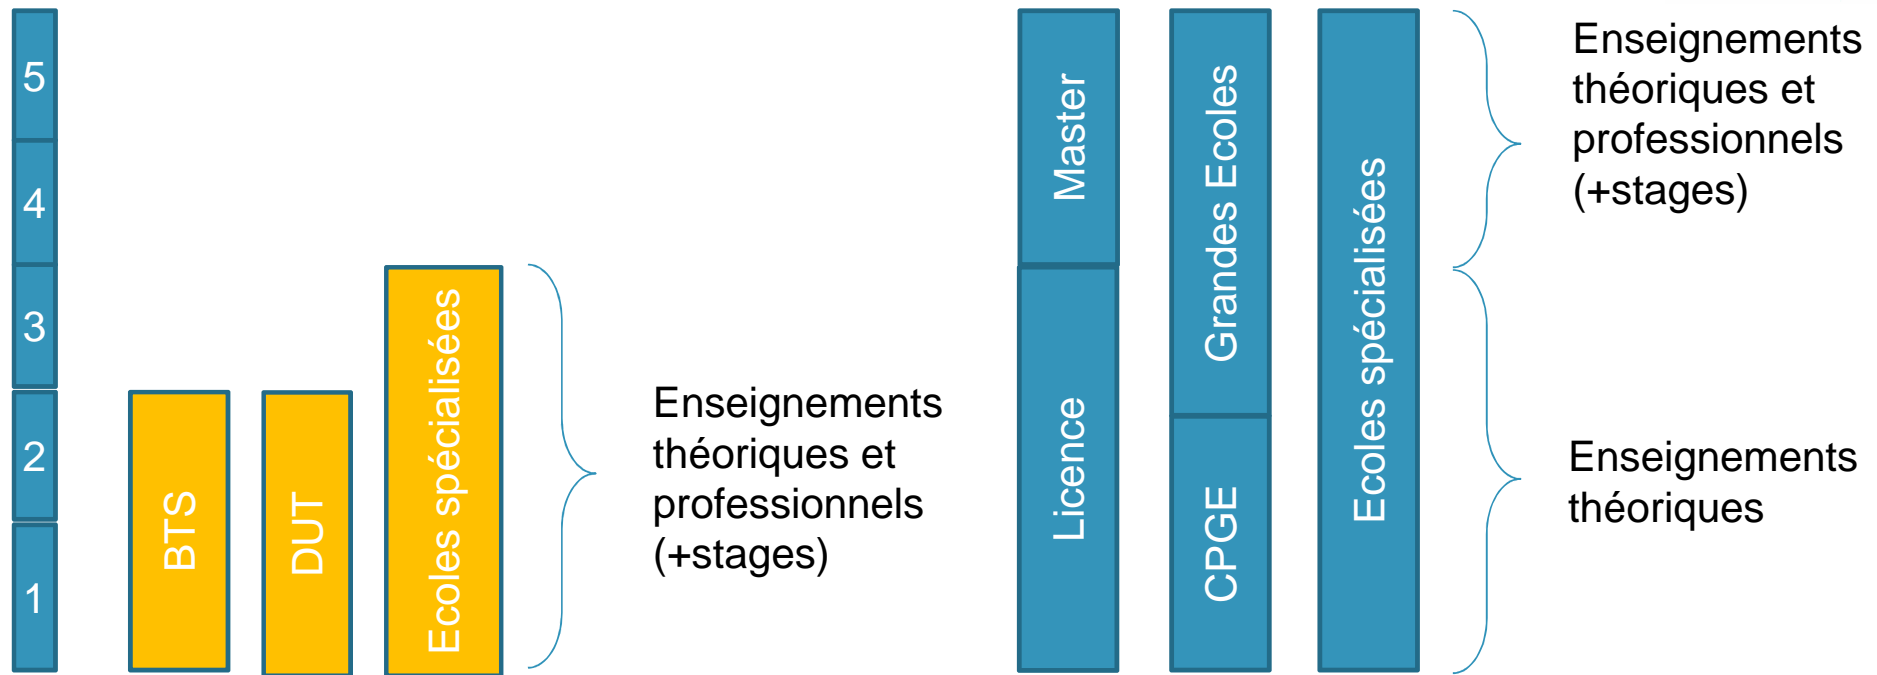 5
4
3
2
1
BTS
DUT
Ecoles spécialisées
Enseignements
théoriques et
professionnels
(+stages)
Master
Licence
Grandes Ecoles
CPGE
Ecoles spécialisées
Enseignements
théoriques et
professionnels
(+stages)
Enseignements
théoriques